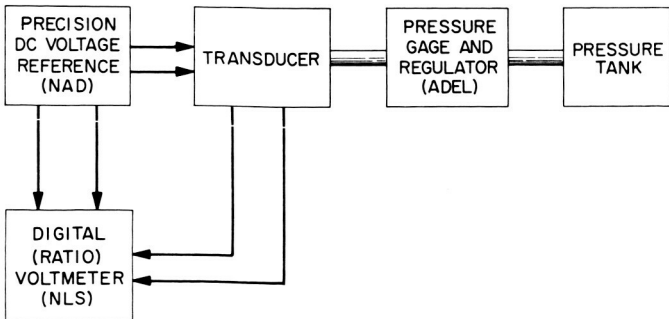 PRECISION
DC VOLTAGE
REFERENCE
(NAD)
TRANSDUCER
PRESSURE
GAGE AND
REGULATOR
(ADEL)
PRESSURE
TANK
DIGITAL
(RATIO)
VOLTMETER
(NLS)